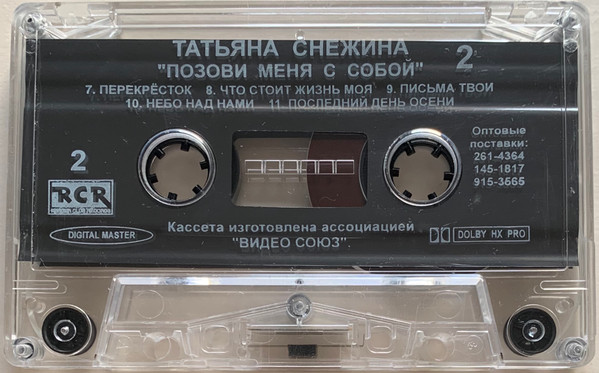 ТАТЬЯНА СНЕЖИНА 2
"ПОЗОВИ МЕНЯ С СОБОЙ"
7. ПЕРЕКРЁСТОК 8. ЧТО СТОИТ ЖИЗНЬ МОЯ 9. ПИСЬМА ТВОИ
10. НЕБО НАД НАМИ 11. ПОСЛЕДНИЙ ДЕНЬ ОСЕНИ
Оптовые
поставки:
261-4364
145-1817
915-3565
2
RCR
DIGITAL MASTER
Кассета изготовлена ассоциацией
"ВИДЕО СОЮЗ".
DOLBY HX PRO